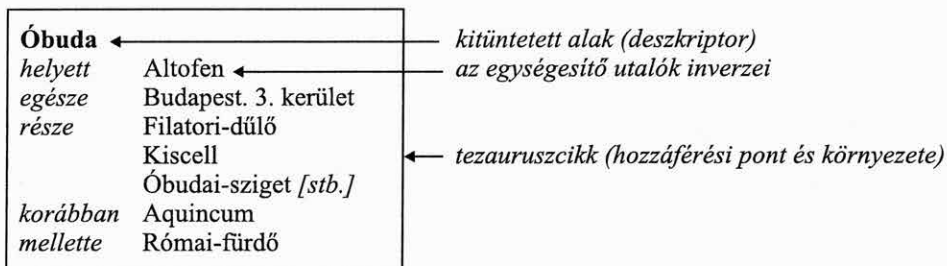 Óbuda kitüntetett alak (deszkriptor)
helyett Altofen az egységesítő utalók inverzei
egésze Budapest. 3. kerület
része Filatori-dűlő
Kiscell tezauruszcikk (hozzáférési pont és környezete)
Óbudai-sziget [stb.]
korábban Aquincum
mellette Római-fürdő